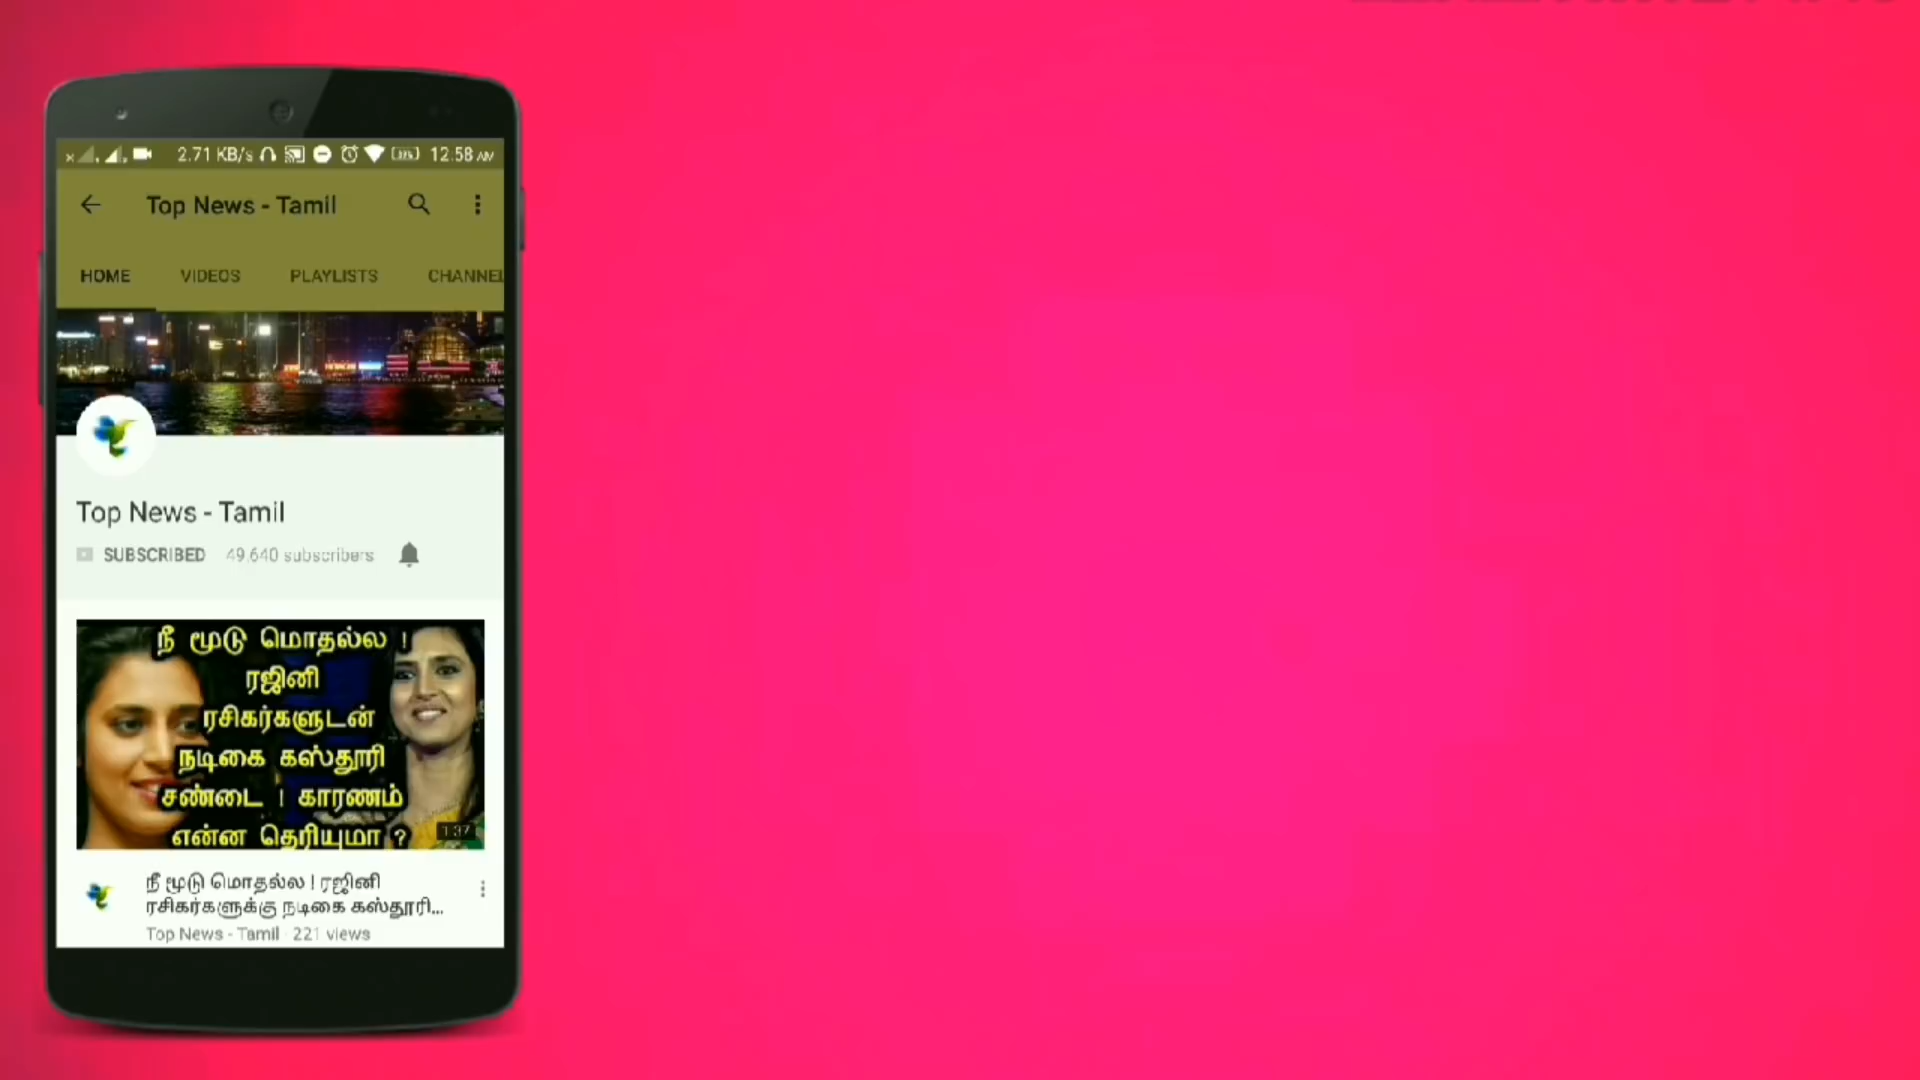 2.71 KB/s 12.58 AM
Top News - Tamil
HOME VIDEOS PLAYLISTS CHANNEL
Top News - Tamil
SUBSCRIBED 49,640 subscribers
நீ மூடு மொதல்ல !
ரஜினி
ரசிகர்களுடன்
நடிகை கஸ்தூரி
சண்டை ! காரணம்
என்ன தெரியுமா ?
1:37
நீ மூடு மொதல்ல ! ரஜினி
ரசிகர்களுக்கு நடிகை கஸ்தூரி...
Top News - Tamil · 221 views